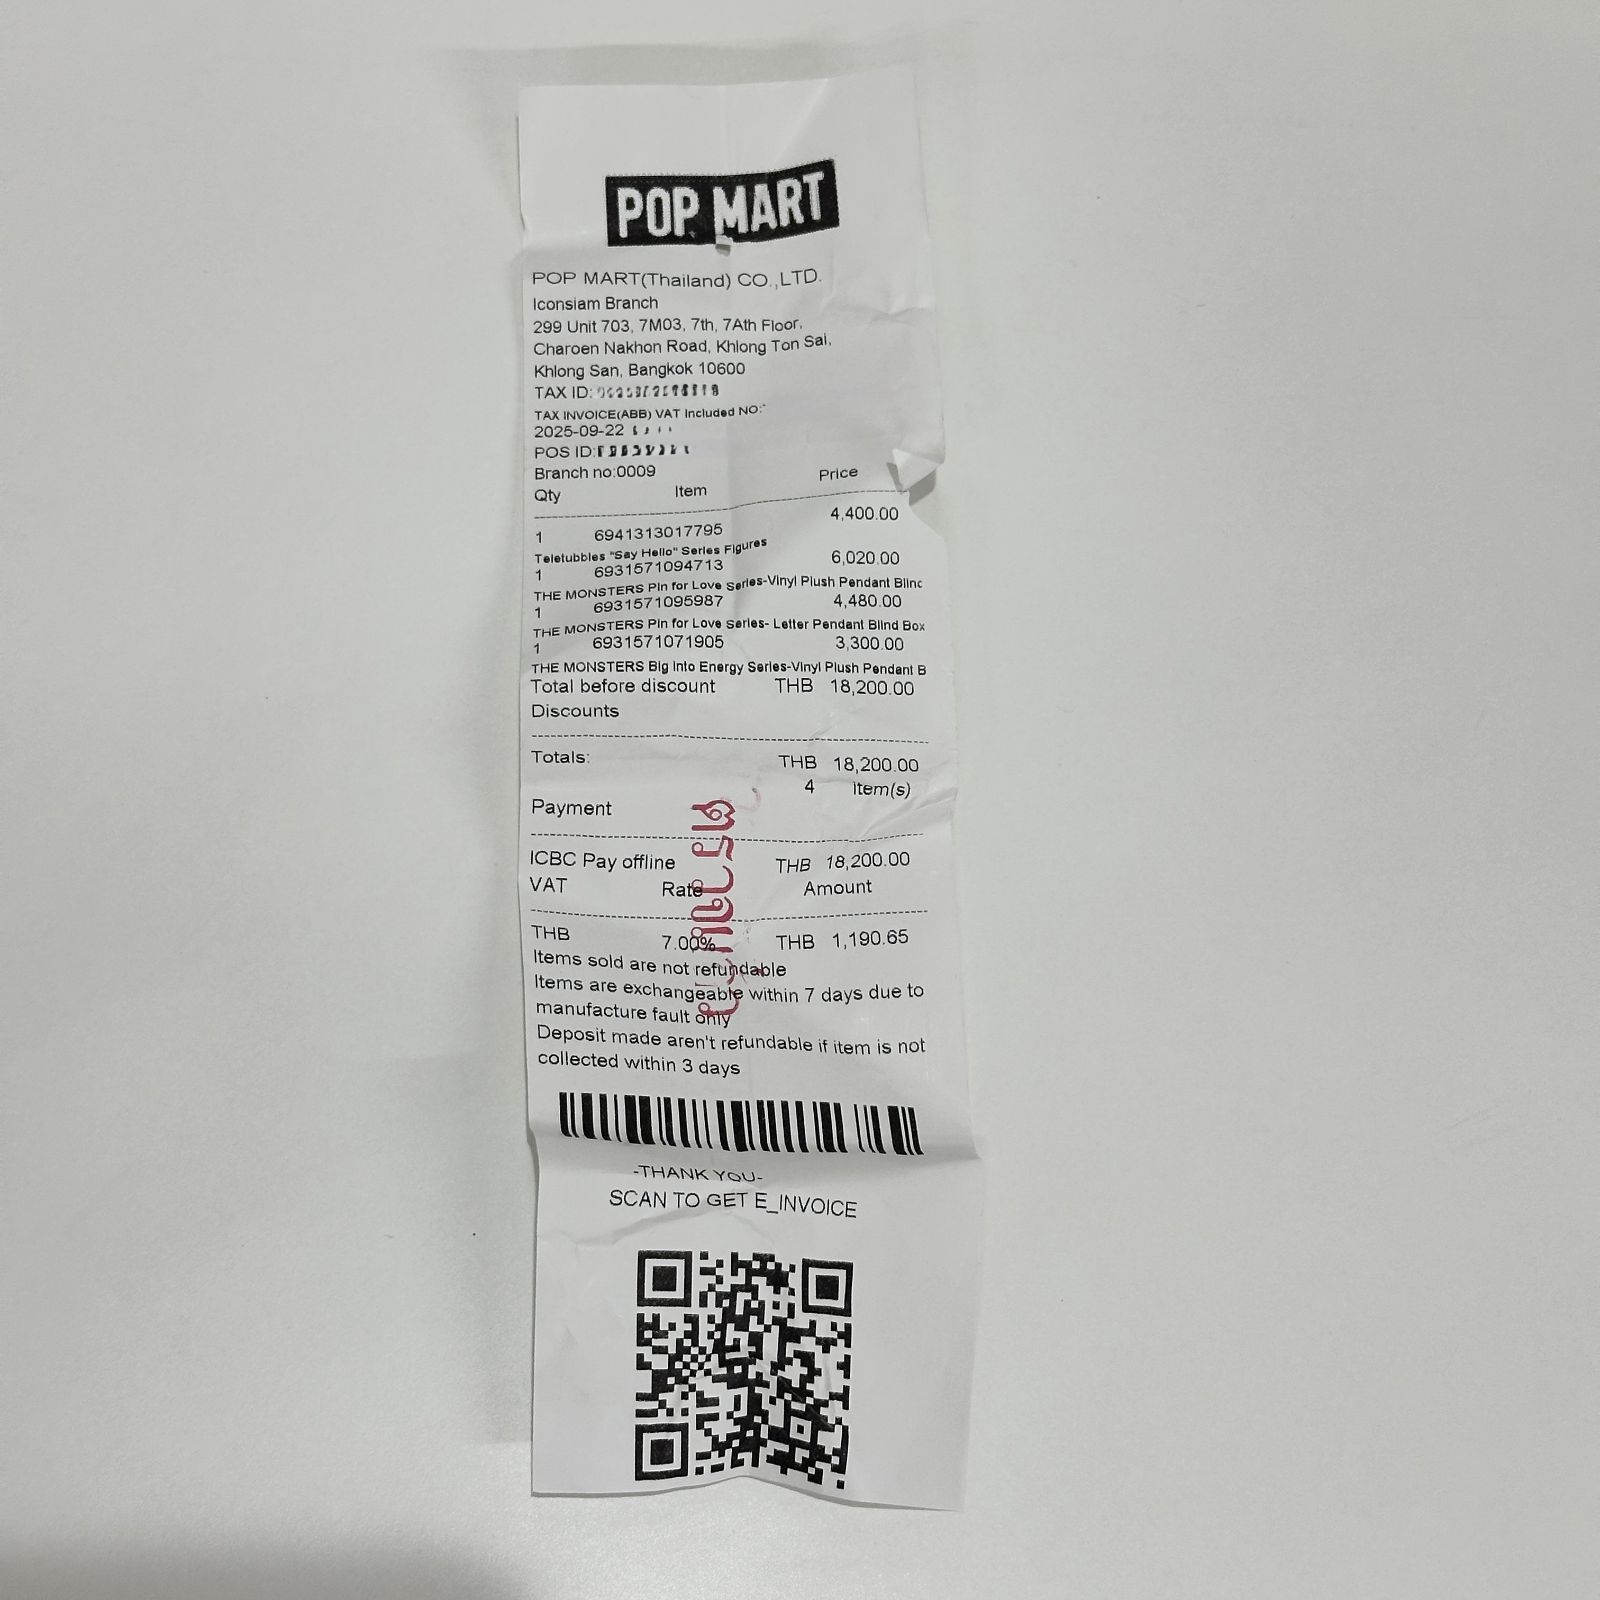 POP MART
POP MART(Thailand) CO.,LTD.
Iconsiam Branch
299 Unit 703, 7M03, 7th, 7Ath Floor,
Charoen Nakhon Road, Khlong Ton Sai,
Khlong San, Bangkok 10600
TAX ID:
TAX INVOICE(ABB) VAT Included NO:
2025-09-22
POS ID:
Branch no:0009
Qty Item Price
4,400.00
1 6941313017795
Teletubbies "Say Hello" Series Figures
6,020.00
1 6931571094713
THE MONSTERS Pin for Love Series-Vinyl Plush Pendant Blinc
1 6931571095987 4,480.00
THE MONSTERS Pin for Love Series- Letter Pendant Blind Box
1 6931571071905 3,300.00
THE MONSTERS Big Into Energy Series-Vinyl Plush Pendant B
Total before discount THB 18,200.00
Discounts
Totals: THB 18,200.00
4 Item(s)
Payment
ICBC Pay offline THB 18,200.00
VAT Rate Amount
THB 7.00% THB 1,190.65
Items sold are not refundable
Items are exchangeable within 7 days due to
manufacture fault only
Deposit made aren't refundable if item is not
collected within 3 days
-THANK YOU-
SCAN TO GET E_INVOICE